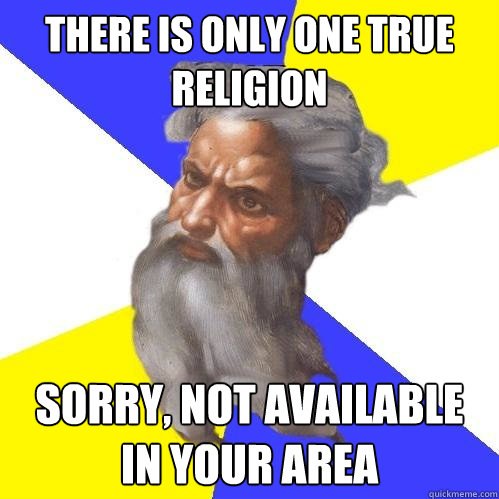 THERE IS ONLY ONE TRUE
RELIGION
SORRY, NOT AVAILABLE
IN YOUR AREA
quickmeme.com